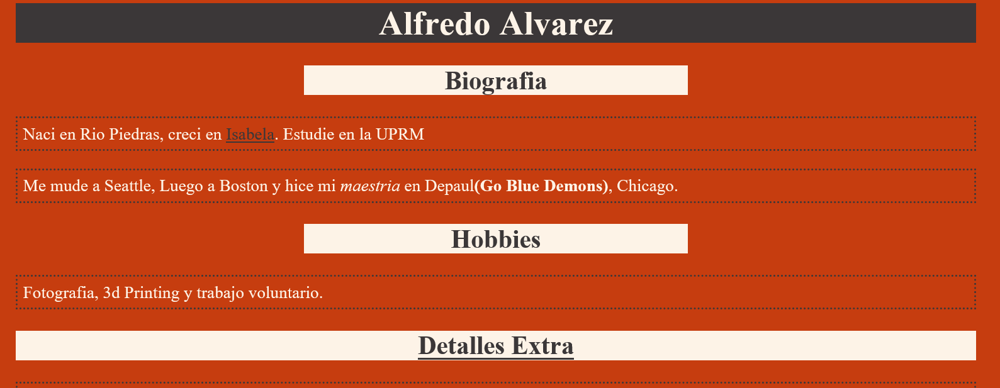 Alfredo Alvarez
Biografia
Naci en Rio Piedras, creci en Isabela. Estudie en la UPRM
Me mude a Seattle, Luego a Boston y hice mi maestria en Depaul(Go Blue Demons), Chicago.
Hobbies
Fotografia, 3d Printing y trabajo voluntario.
Detalles Extra